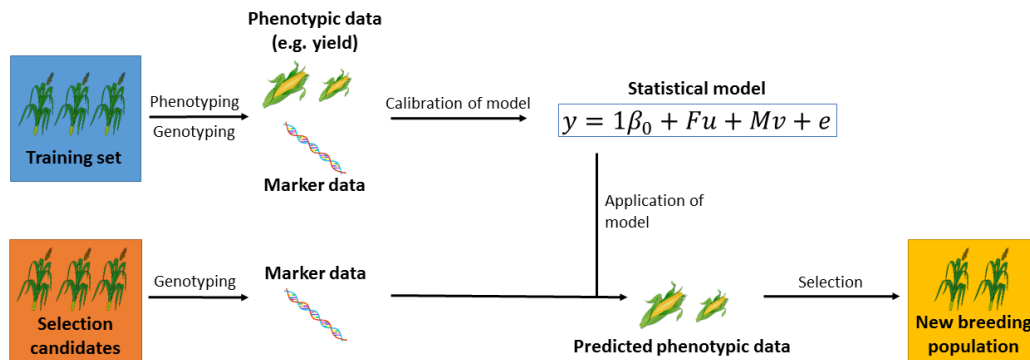 Phenotypic data
(e.g. yield)
Phenotyping
Genotyping
Training set
Marker data
Calibration of model
Statistical model
y = 1β₀ + Fu + Mv + e
Application of
model
Selection
candidates
Genotyping
Marker data
Predicted phenotypic data
Selection
New breeding
population